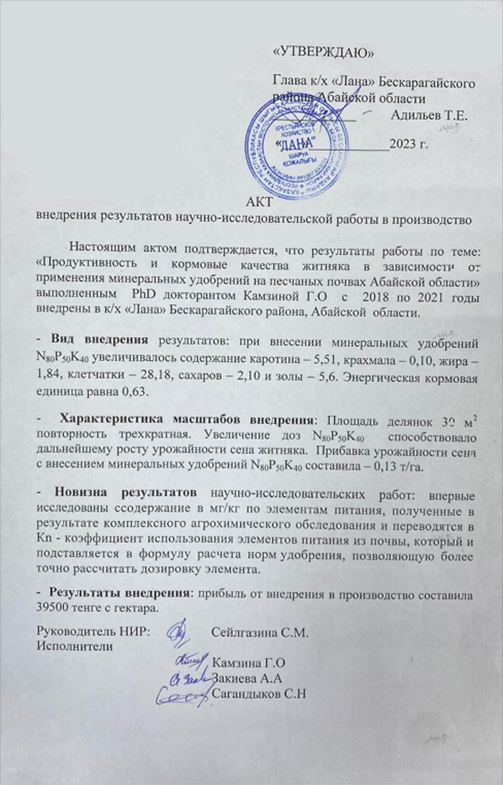 «УТВЕРЖДАЮ»
Глава к/х «Лана» Бескарагайского
района Абайской области
Адильев Т.Е.
2023 г.
КРЕСТЬЯНСКОЕ
ХОЗЯЙСТВО
"ЛАНА"
ШАРУА
ҚОЖАЛЫҒЫ
АКТ
внедрения результатов научно-исследовательской работы в производство
Настоящим актом подтверждается, что результаты работы по теме:
«Продуктивность и кормовые качества житняка в зависимости от
применения минеральных удобрений на песчаных почвах Абайской области»
выполненным PhD докторантом Камзиной Г.О с 2018 по 2021 годы
внедрены в к/х «Лана» Бескарагайского района, Абайской области.
- Вид внедрения результатов: при внесении минеральных удобрений
N₈₀P₅₀K₄₀ увеличивалось содержание каротина – 5,51, крахмала – 0,10, жира –
1,84, клетчатки – 28,18, сахаров – 2,10 и золы – 5,6. Энергическая кормовая
единица равна 0,63.
- Характеристика масштабов внедрения: Площадь делянок 30 м²
повторность трехкратная. Увеличение доз N₈₀P₅₀K₄₀ способствовало
дальнейшему росту урожайности сена житняка. Прибавка урожайности сена
с внесением минеральных удобрений N₈₀P₅₀K₄₀ составила – 0,13 т/га.
- Новизна результатов научно-исследовательских работ: впервые
исследованы ссодержание в мг/кг по элементам питания, полученные в
результате комплексного агрохимического обследования и переводятся в
Kn - коэффициент использования элементов питания из почвы, который и
подставляется в формулу расчета норм удобрения, позволяющую более
точно рассчитать дозировку элемента.
- Результаты внедрения: прибыль от внедрения в производство составила
39500 тенге с гектара.
Руководитель НИР: Сейлгазина С.М.
Исполнители
Камзина Г.О
Закиева А.А
Сагандыков С.Н